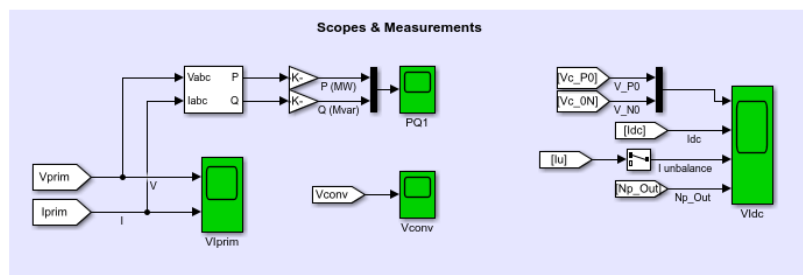 Scopes & Measurements
Vabc
P
Iabc
Q
-K-
P (MW)
-K-
Q (Mvar)
PQ1
Vprim
V
Iprim
I
VIprim
Vconv
Vconv
[Vc_P0]
V_P0
[Vc_0N]
V_N0
[Idc]
Idc
[Iu]
I unbalance
[Np_Out]
Np_Out
VIdc